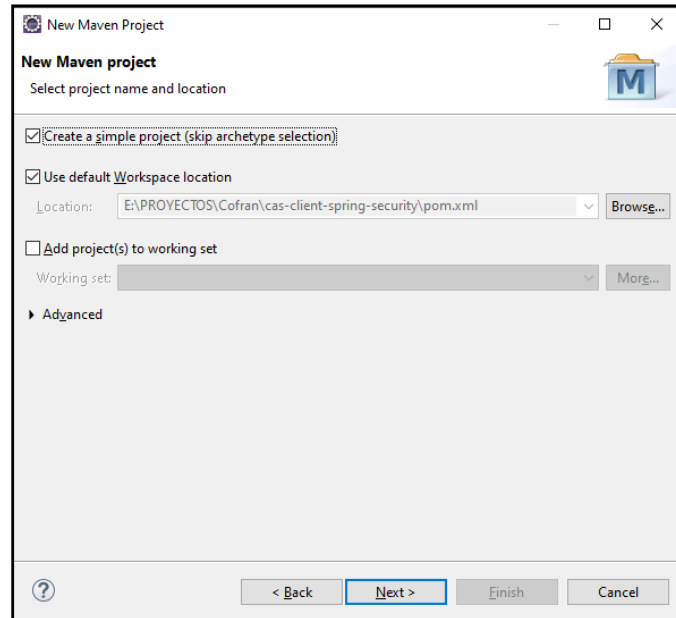 New Maven Project
New Maven project
Select project name and location
M
Create a simple project (skip archetype selection)
Use default Workspace location
Location: E:\PROYECTOS\Cofran\cas-client-spring-security\pom.xml Browse...
Add project(s) to working set
Working set: More...
Advanced
? < Back Next > Finish Cancel